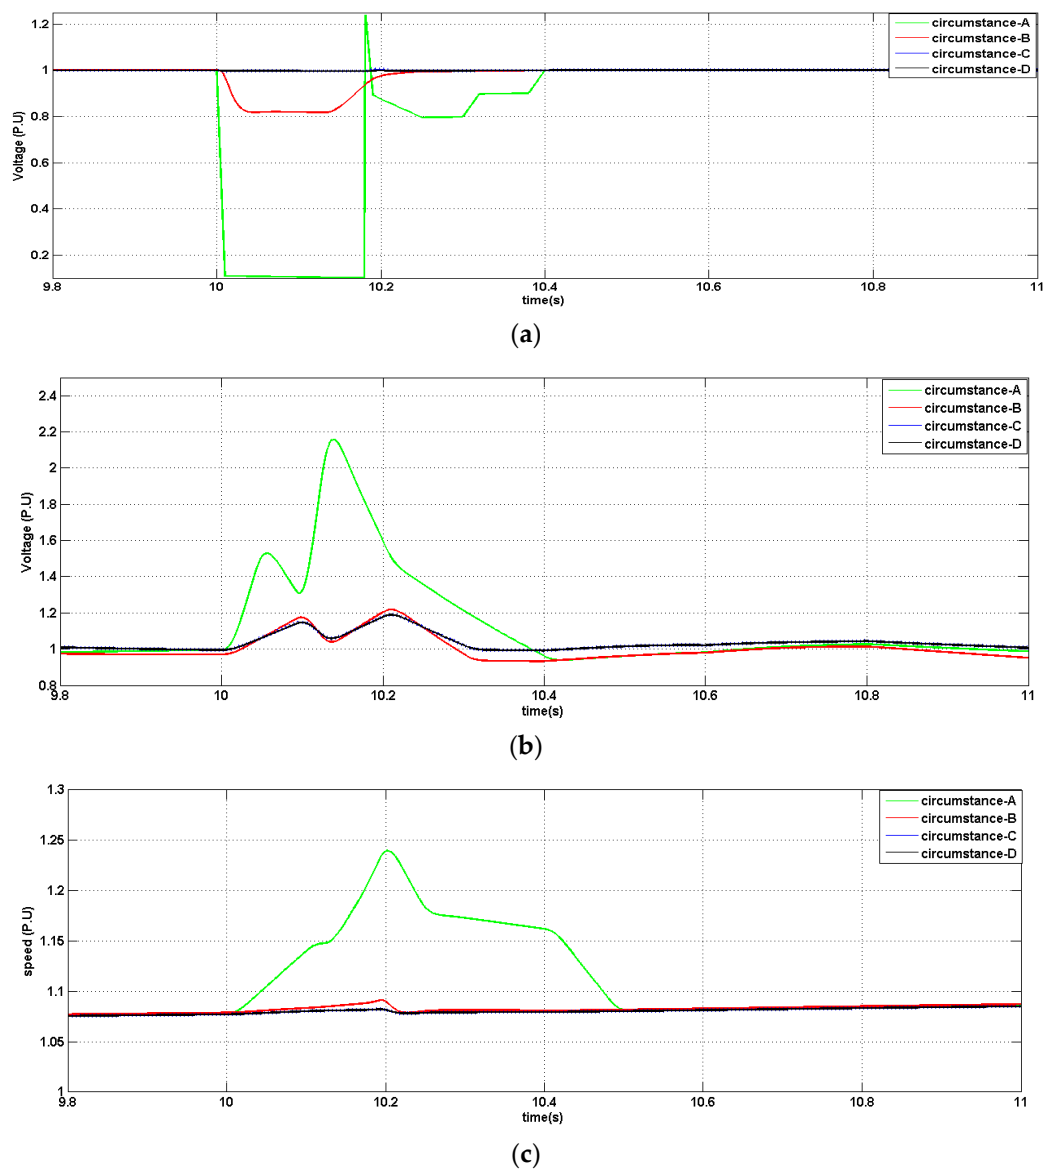 1.2
1
0.8
0.6
0.4
0.2
Voltage (P.U)
circumstance-A
circumstance-B
circumstance-C
circumstance-D
9.8 10 10.2 10.4 10.6 10.8 11
time(s)
(a)
2.4
2.2
2
1.8
1.6
1.4
1.2
1
0.8
Voltage (P.U)
circumstance-A
circumstance-B
circumstance-C
circumstance-D
9.8 10 10.2 10.4 10.6 10.8 11
time(s)
(b)
1.3
1.25
1.2
1.15
1.1
1.05
1
speed (P.U)
circumstance-A
circumstance-B
circumstance-C
circumstance-D
9.8 10 10.2 10.4 10.6 10.8 11
time(s)
(c)